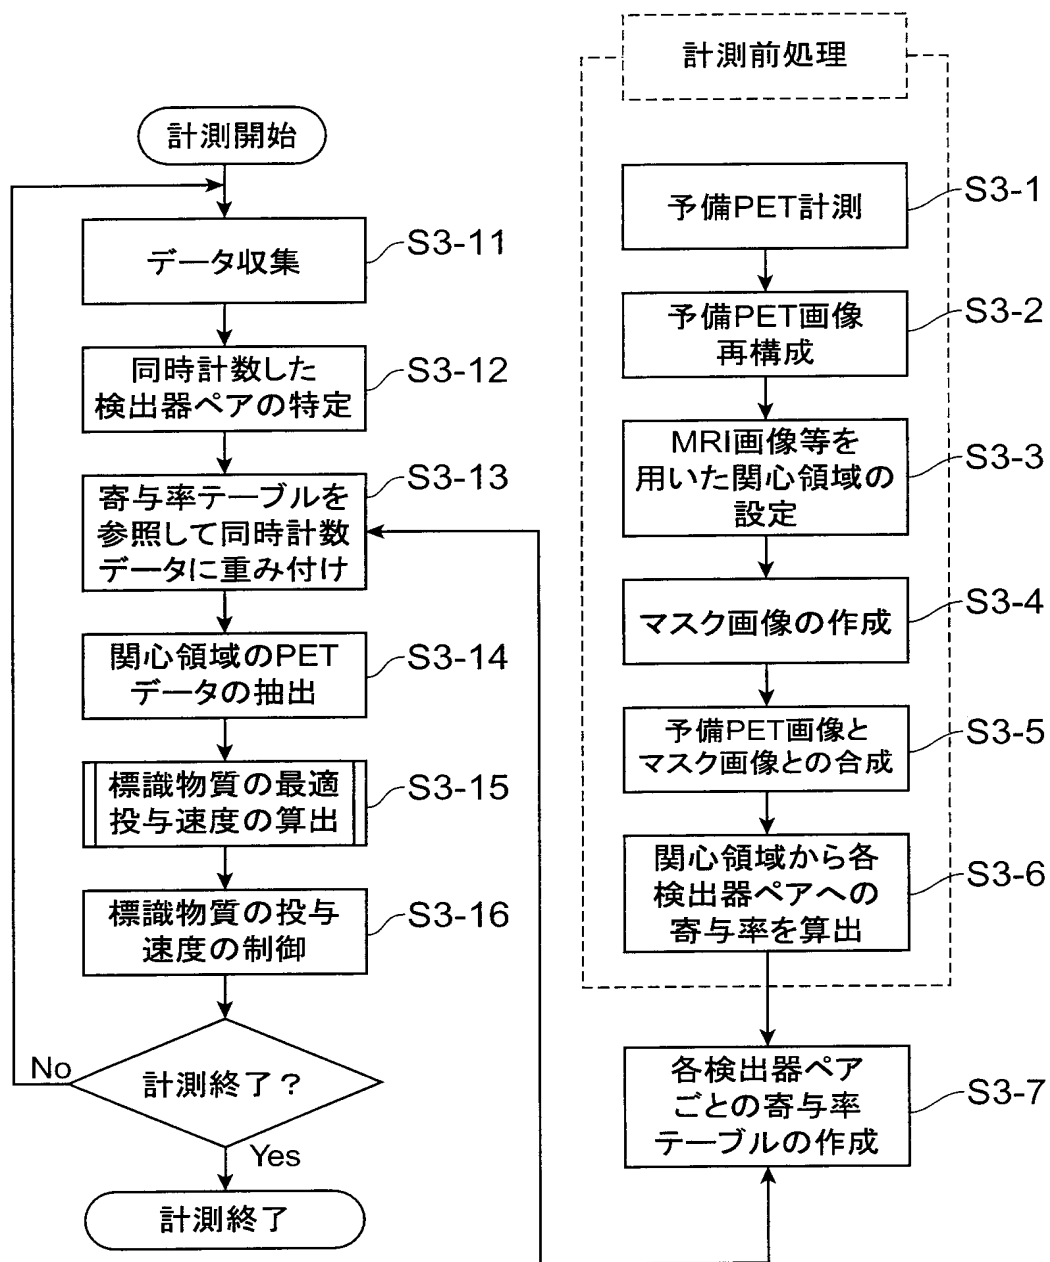 計測開始
データ収集
S3-11
同時計数した
検出器ペアの特定
S3-12
寄与率テーブルを
参照して同時計数
データに重み付け
S3-13
関心領域のPET
データの抽出
S3-14
標識物質の最適
投与速度の算出
S3-15
標識物質の投与
速度の制御
S3-16
計測終了？
No
Yes
計測終了
計測前処理
予備PET計測
S3-1
予備PET画像
再構成
S3-2
MRI画像等を
用いた関心領域の
設定
S3-3
マスク画像の作成
S3-4
予備PET画像と
マスク画像との合成
S3-5
関心領域から各
検出器ペアへの
寄与率を算出
S3-6
各検出器ペア
ごとの寄与率
テーブルの作成
S3-7